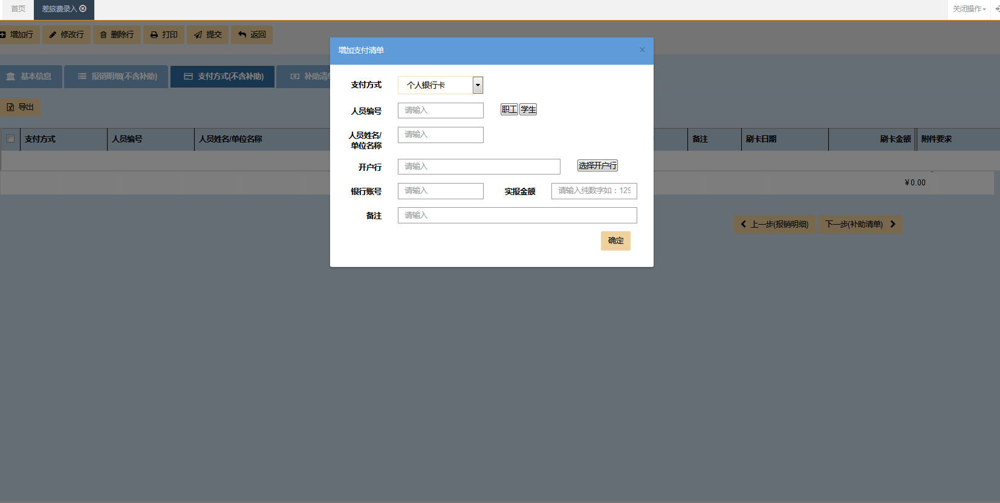 首页 差旅费录入 关闭操作
增加行 修改行 删除行 打印 提交 返回
增加支付清单 ×
基本信息 报销明细(不含补助) 支付方式(不含补助) 补助清
导出
支付方式 个人银行卡
人员编号 请输入 职工 学生
人员姓名/
单位名称 请输入
开户行 请输入 选择开户行
银行账号 请输入 实报金额 请输入纯数字如：129
备注 请输入
确定
支付方式 人员编号 人员姓名/单位名称 备注 刷卡日期 刷卡金额 附件要求
¥0.00
上一步(报销明细) 下一步(补助清单)